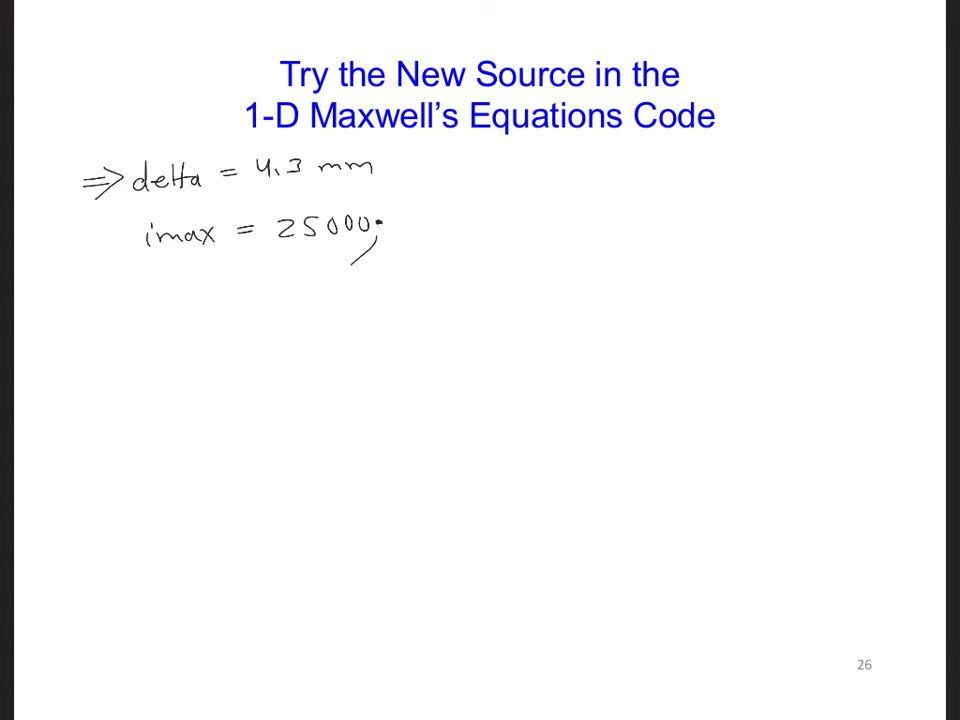 Try the New Source in the
1-D Maxwell's Equations Code
⇒ delta = 4.3 mm
imax = 25000;
26